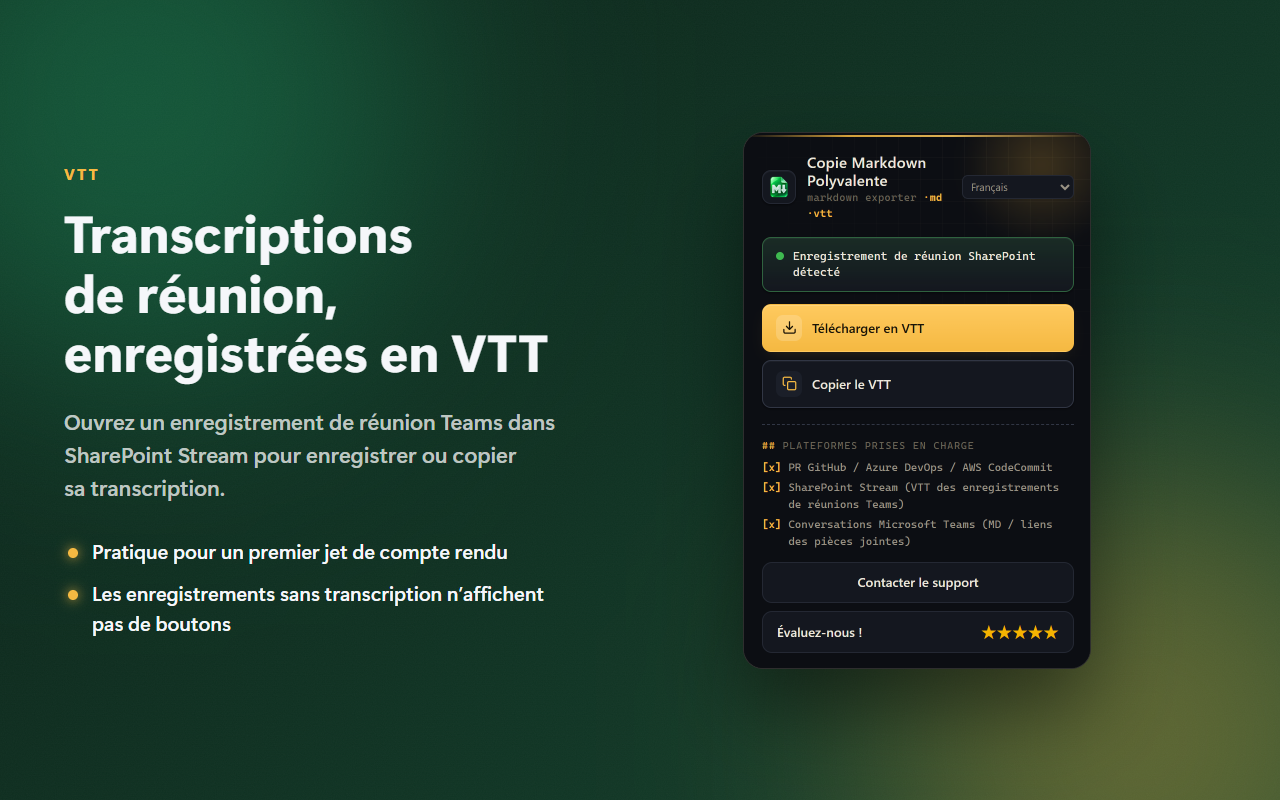 VTT
Transcriptions
de réunion,
enregistrées en VTT
Ouvrez un enregistrement de réunion Teams dans
SharePoint Stream pour enregistrer ou copier
sa transcription.
Pratique pour un premier jet de compte rendu
Les enregistrements sans transcription n’affichent
pas de boutons
Copie Markdown
Polyvalente
markdown exporter ·md
·vtt
Français
Enregistrement de réunion SharePoint
détecté
Télécharger en VTT
Copier le VTT
## PLATEFORMES PRISES EN CHARGE
[x] PR GitHub / Azure DevOps / AWS CodeCommit
[x] SharePoint Stream (VTT des enregistrements
de réunions Teams)
[x] Conversations Microsoft Teams (MD / liens
des pièces jointes)
Contacter le support
Évaluez-nous ! ★★★★★